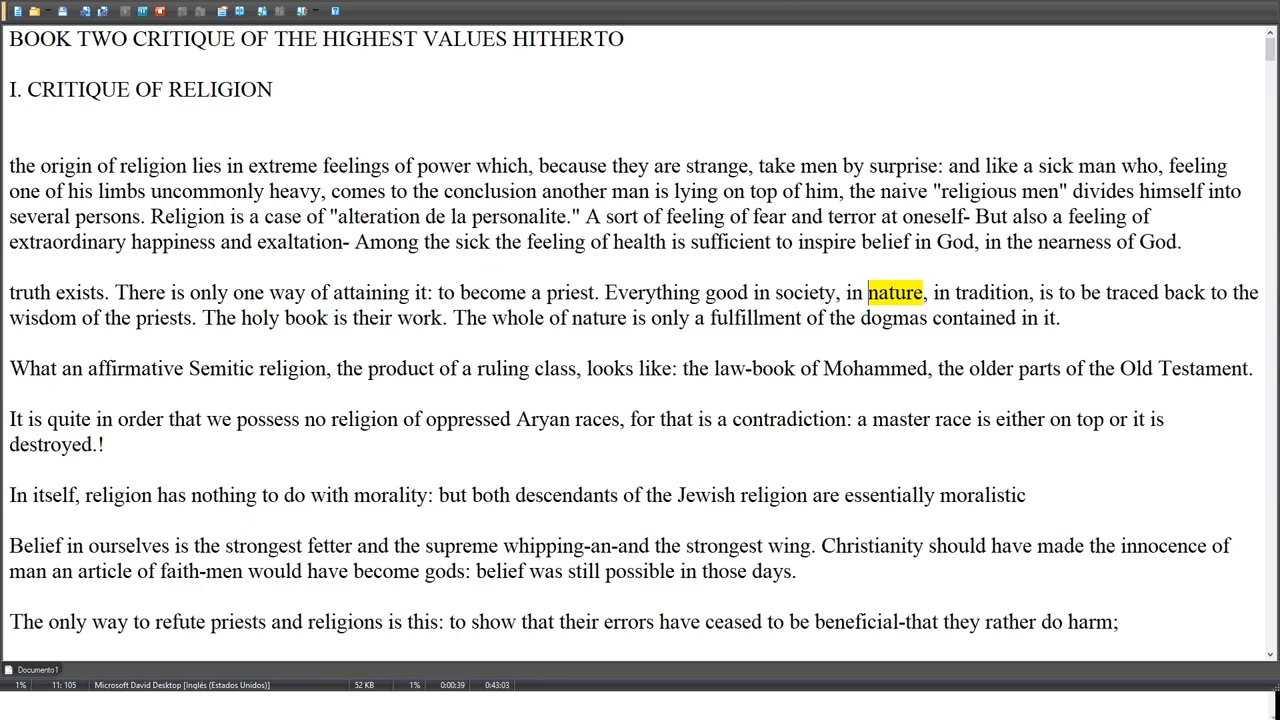 BOOK TWO CRITIQUE OF THE HIGHEST VALUES HITHERTO
I. CRITIQUE OF RELIGION
the origin of religion lies in extreme feelings of power which, because they are strange, take men by surprise: and like a sick man who, feeling
one of his limbs uncommonly heavy, comes to the conclusion another man is lying on top of him, the naive "religious men" divides himself into
several persons. Religion is a case of "alteration de la personalite." A sort of feeling of fear and terror at oneself- But also a feeling of
extraordinary happiness and exaltation- Among the sick the feeling of health is sufficient to inspire belief in God, in the nearness of God.
truth exists. There is only one way of attaining it: to become a priest. Everything good in society, in nature, in tradition, is to be traced back to the
wisdom of the priests. The holy book is their work. The whole of nature is only a fulfillment of the dogmas contained in it.
What an affirmative Semitic religion, the product of a ruling class, looks like: the law-book of Mohammed, the older parts of the Old Testament.
It is quite in order that we possess no religion of oppressed Aryan races, for that is a contradiction: a master race is either on top or it is
destroyed.!
In itself, religion has nothing to do with morality: but both descendants of the Jewish religion are essentially moralistic
Belief in ourselves is the strongest fetter and the supreme whipping-an-and the strongest wing. Christianity should have made the innocence of
man an article of faith-men would have become gods: belief was still possible in those days.
The only way to refute priests and religions is this: to show that their errors have ceased to be beneficial-that they rather do harm;
Documento1
1% 11: 105 Microsoft David Desktop [Inglés (Estados Unidos)] 52 KB 1% 0:00:39 0:43:03